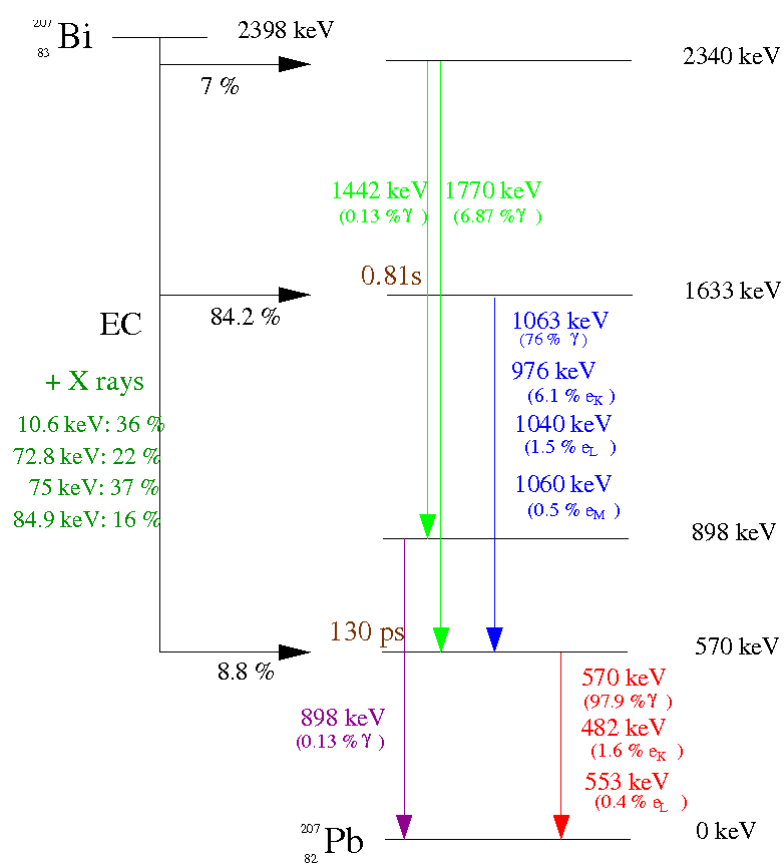 207
83 Bi
2398 keV
2340 keV
7 %
1442 keV
(0.13 % γ )
1770 keV
(6.87 % γ )
0.81s
1633 keV
EC
84.2 %
1063 keV
(76 % γ )
+ X rays
976 keV
(6.1 % eK )
10.6 keV: 36 %
1040 keV
(1.5 % eL )
72.8 keV: 22 %
75 keV: 37 %
1060 keV
(0.5 % eM )
84.9 keV: 16 %
898 keV
130 ps
570 keV
8.8 %
570 keV
(97.9 % γ )
898 keV
(0.13 % γ )
482 keV
(1.6 % eK )
553 keV
(0.4 % eL )
207
82 Pb
0 keV